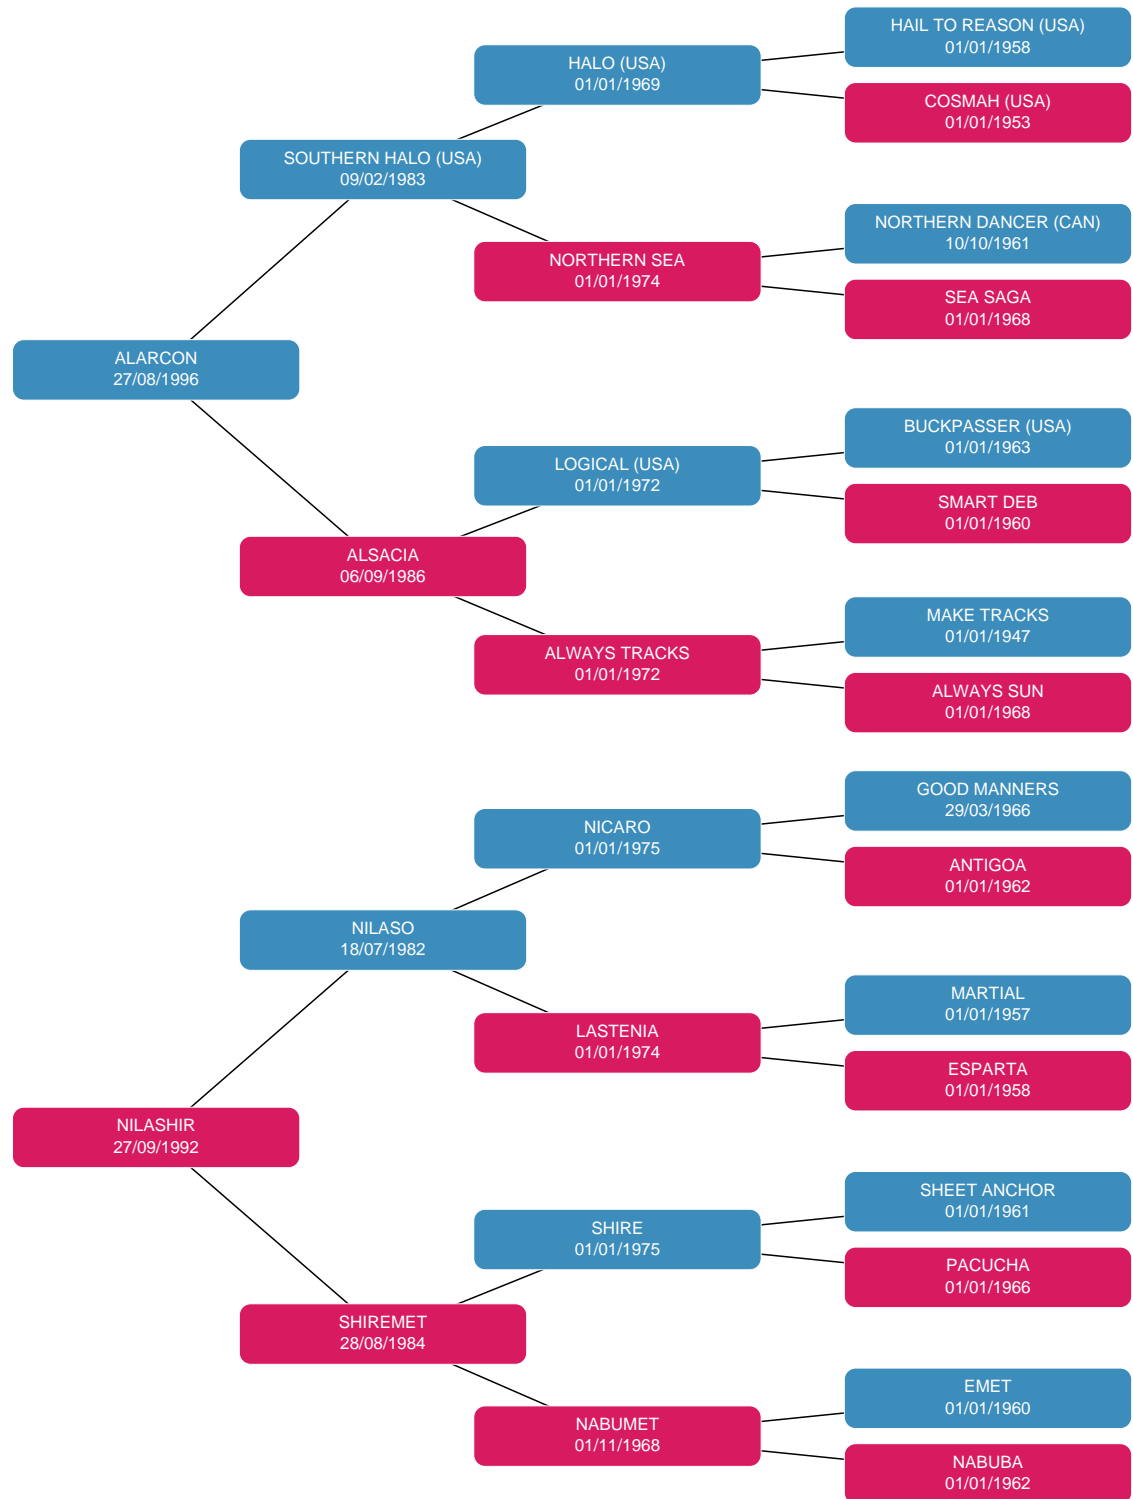 HAIL TO REASON (USA)
01/01/1958
HALO (USA)
01/01/1969
COSMAH (USA)
01/01/1953
SOUTHERN HALO (USA)
09/02/1983
NORTHERN DANCER (CAN)
10/10/1961
NORTHERN SEA
01/01/1974
SEA SAGA
01/01/1968
ALARCON
27/08/1996
BUCKPASSER (USA)
01/01/1963
LOGICAL (USA)
01/01/1972
SMART DEB
01/01/1960
ALSACIA
06/09/1986
MAKE TRACKS
01/01/1947
ALWAYS TRACKS
01/01/1972
ALWAYS SUN
01/01/1968
GOOD MANNERS
29/03/1966
NICARO
01/01/1975
ANTIGOA
01/01/1962
NILASO
18/07/1982
MARTIAL
01/01/1957
LASTENIA
01/01/1974
ESPARTA
01/01/1958
NILASHIR
27/09/1992
SHEET ANCHOR
01/01/1961
SHIRE
01/01/1975
PACUCHA
01/01/1966
SHIREMET
28/08/1984
EMET
01/01/1960
NABUMET
01/11/1968
NABUBA
01/01/1962